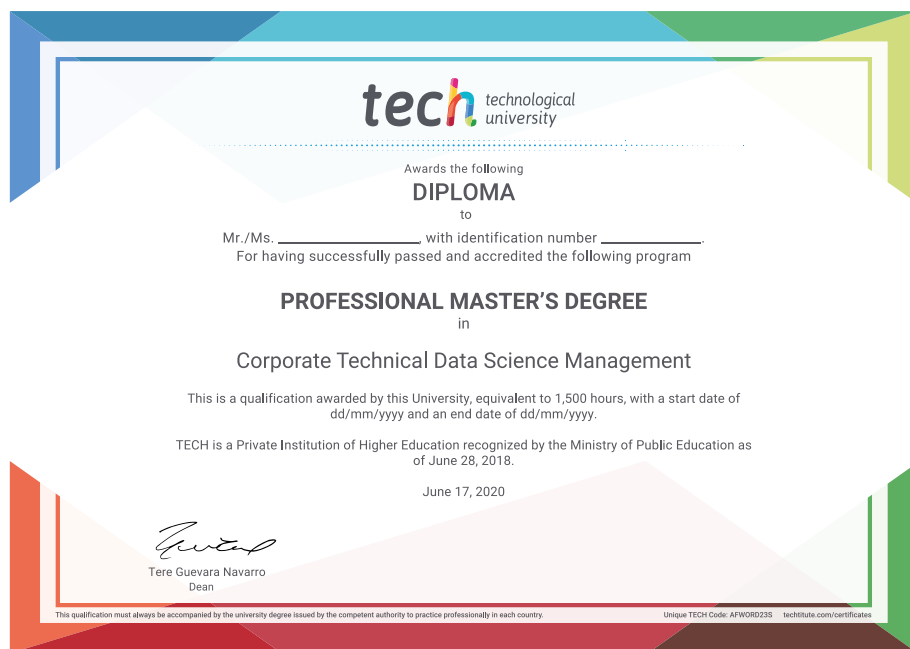 tech technological
university
Awards the following
DIPLOMA
to
Mr./Ms. ____________________, with identification number ______________.
For having successfully passed and accredited the following program
PROFESSIONAL MASTER'S DEGREE
in
Corporate Technical Data Science Management
This is a qualification awarded by this University, equivalent to 1,500 hours, with a start date of
dd/mm/yyyy and an end date of dd/mm/yyyy.
TECH is a Private Institution of Higher Education recognized by the Ministry of Public Education as
of June 28, 2018.
June 17, 2020
Tere Guevara Navarro
Dean
This qualification must always be accompanied by the university degree issued by the competent authority to practice professionally in each country.
Unique TECH Code: AFWORD23S techtitute.com/certificates